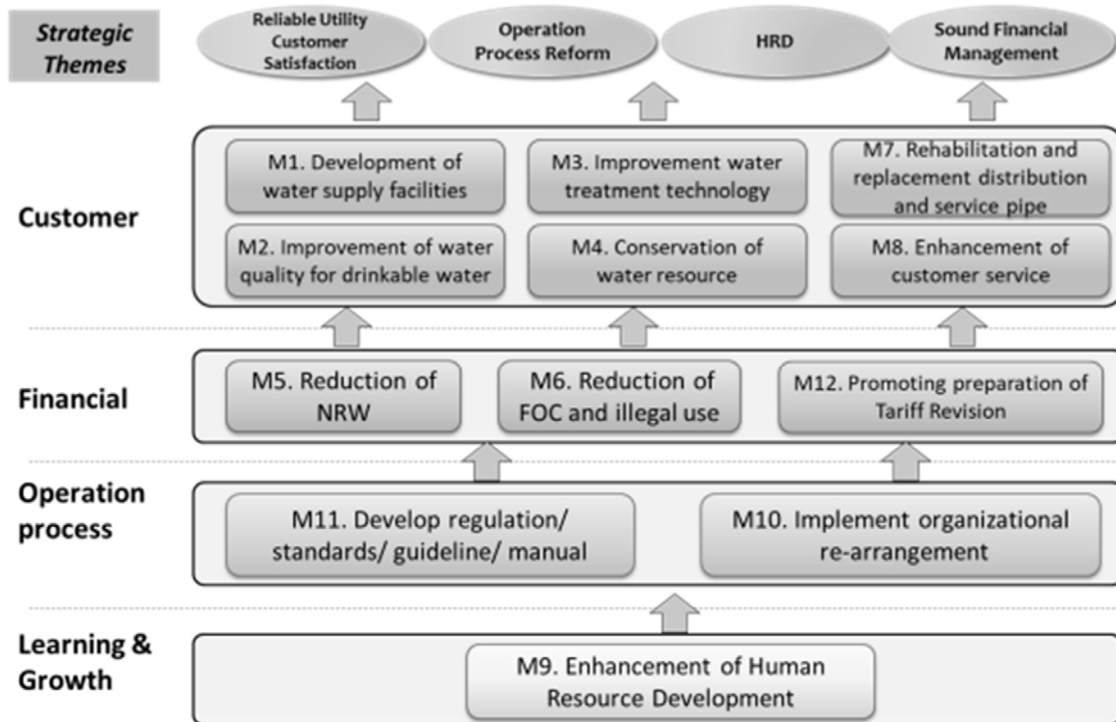 Strategic
Themes
Reliable Utility
Customer
Satisfaction
Operation
Process Reform
HRD
Sound Financial
Management
Customer
M1. Development of
water supply facilities
M3. Improvement water
treatment technology
M7. Rehabilitation and
replacement distribution
and service pipe
M2. Improvement of water
quality for drinkable water
M4. Conservation of
water resource
M8. Enhancement of
customer service
Financial
M5. Reduction of
NRW
M6. Reduction of
FOC and illegal use
M12. Promoting preparation of
Tariff Revision
Operation
process
M11. Develop regulation/
standards/ guideline/ manual
M10. Implement organizational
re-arrangement
Learning &
Growth
M9. Enhancement of Human
Resource Development